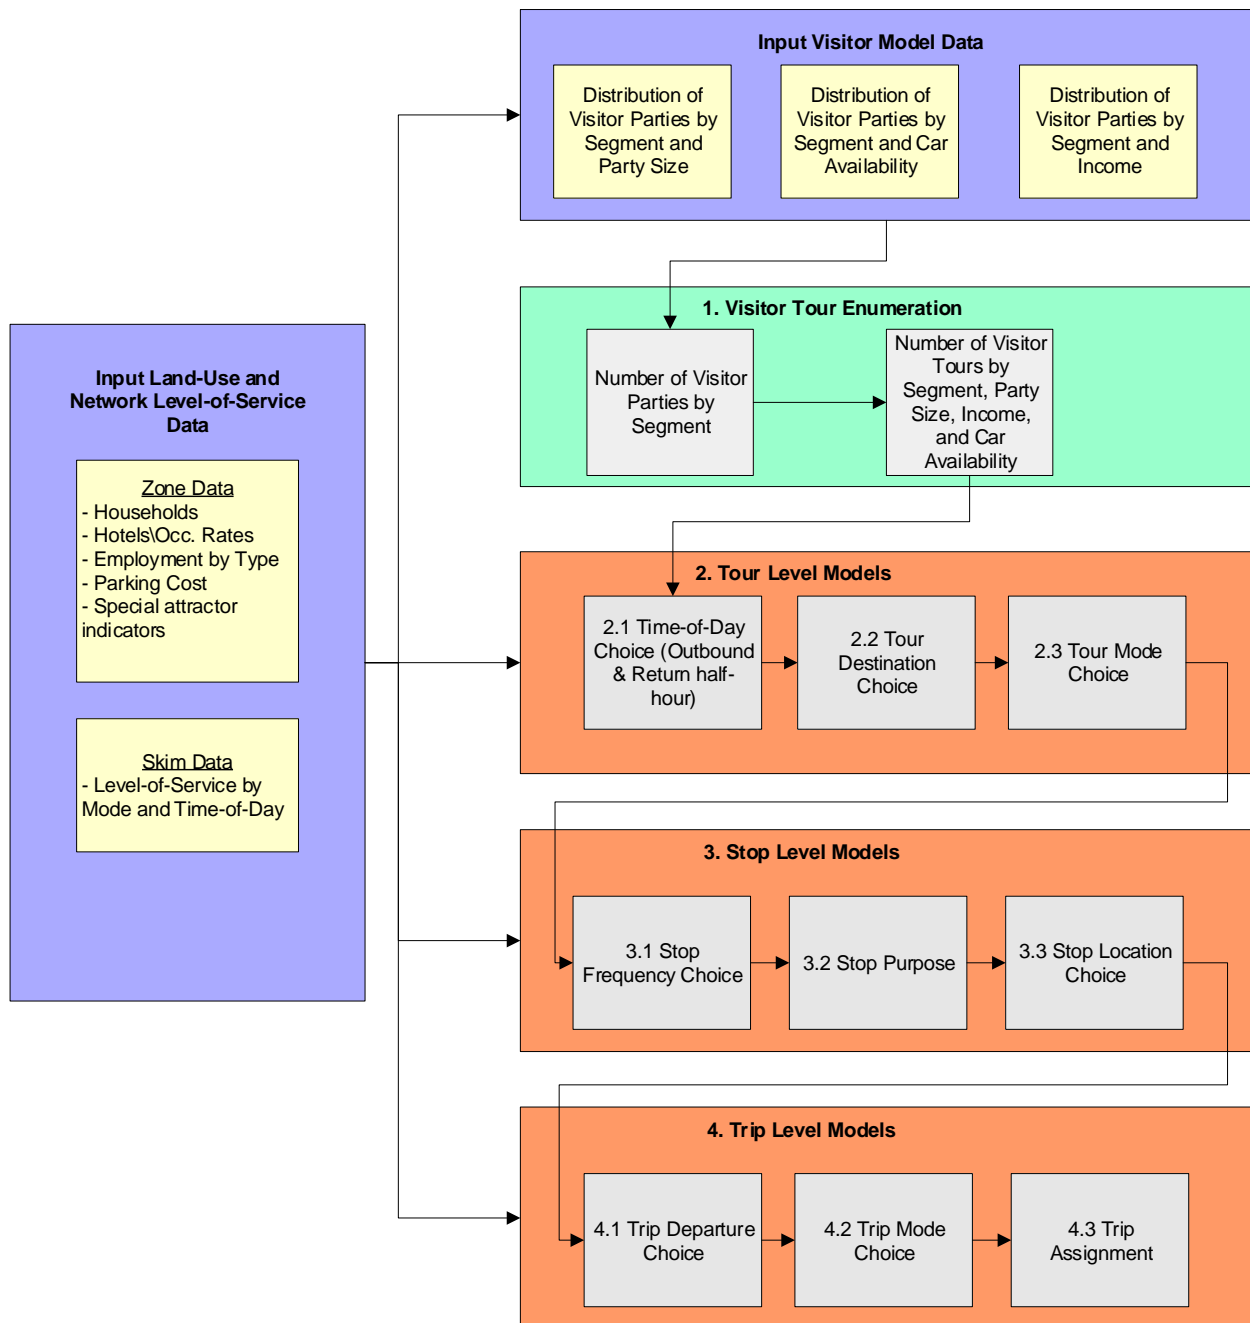 Input Visitor Model Data
Distribution of
Visitor Parties by
Segment and
Party Size
Distribution of
Visitor Parties by
Segment and Car
Availability
Distribution of
Visitor Parties by
Segment and
Income
1. Visitor Tour Enumeration
Number of Visitor
Parties by
Segment
Number of Visitor
Tours by
Segment, Party
Size, Income,
and Car
Availability
Input Land-Use and
Network Level-of-Service
Data
Zone Data
- Households
- Hotels\Occ. Rates
- Employment by Type
- Parking Cost
- Special attractor
indicators
Skim Data
- Level-of-Service by
Mode and Time-of-Day
2. Tour Level Models
2.1 Time-of-Day
Choice (Outbound
& Return half-
hour)
2.2 Tour
Destination
Choice
2.3 Tour Mode
Choice
3. Stop Level Models
3.1 Stop
Frequency Choice
3.2 Stop Purpose
3.3 Stop Location
Choice
4. Trip Level Models
4.1 Trip Departure
Choice
4.2 Trip Mode
Choice
4.3 Trip
Assignment